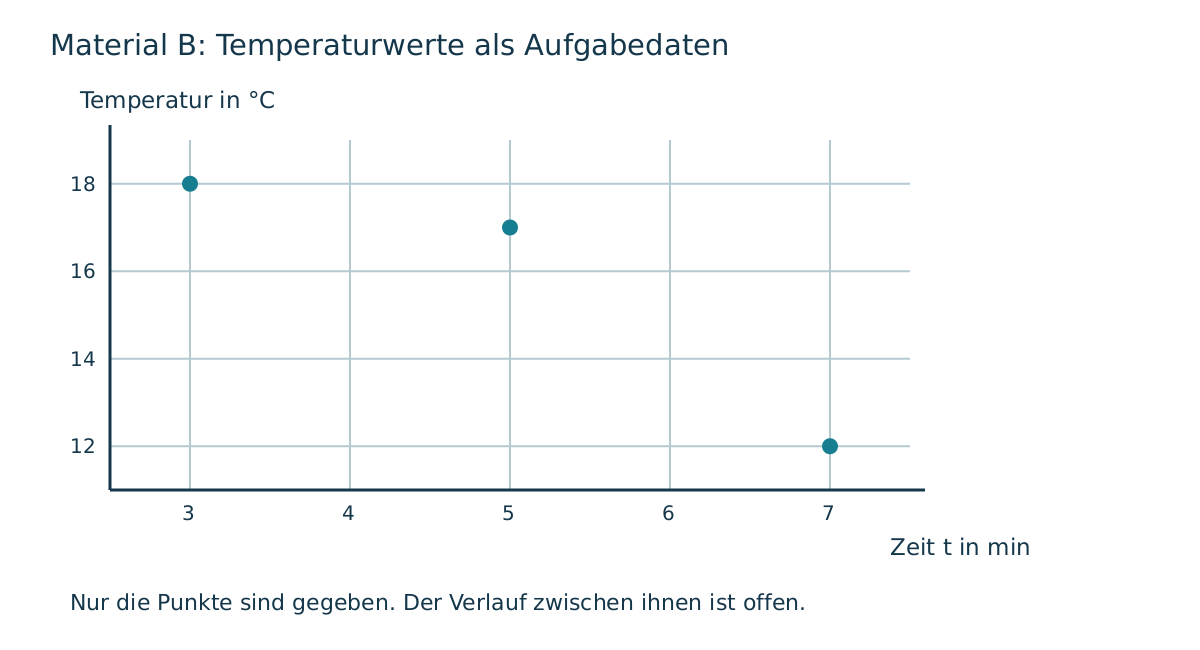 Material B: Temperaturwerte als Aufgabedaten
Temperatur in °C
18
16
14
12
3 4 5 6 7
Zeit t in min
Nur die Punkte sind gegeben. Der Verlauf zwischen ihnen ist offen.